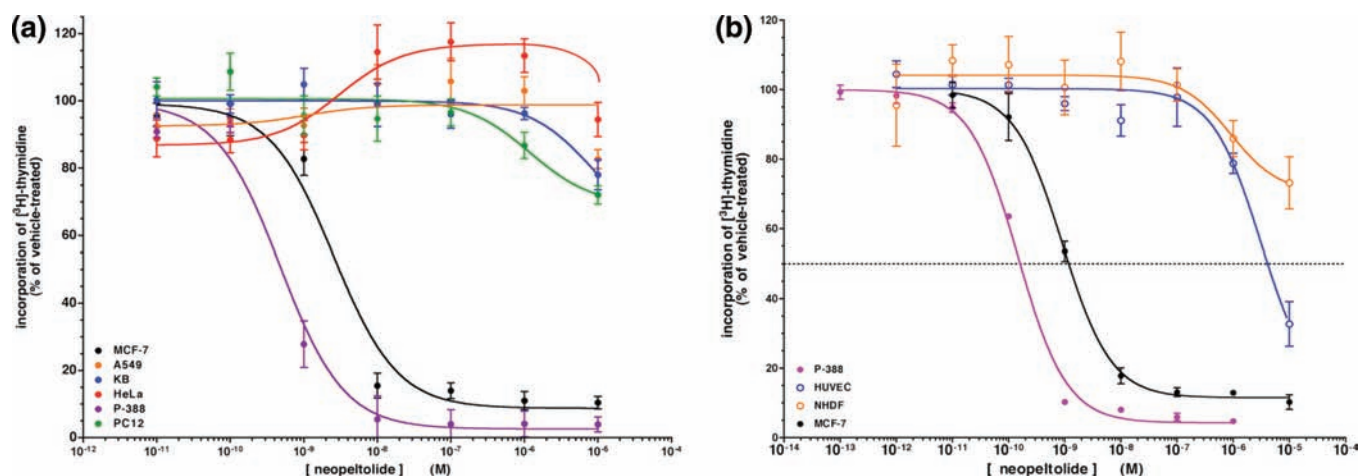 (a)
incorporation of [³H]-thymidine
(% of vehicle-treated)
120
100
80
60
40
20
0
MCF-7
A549
KB
HeLa
P-388
PC12
10⁻¹² 10⁻¹¹ 10⁻¹⁰ 10⁻⁹ 10⁻⁸ 10⁻⁷ 10⁻⁶ 10⁻⁵ 10⁻⁴
[ neopeltolide ] (M)
(b)
incorporation of [³H]-thymidine
(% of vehicle-treated)
120
100
80
60
40
20
0
P-388
HUVEC
NHDF
MCF-7
10⁻¹⁴ 10⁻¹³ 10⁻¹² 10⁻¹¹ 10⁻¹⁰ 10⁻⁹ 10⁻⁸ 10⁻⁷ 10⁻⁶ 10⁻⁵ 10⁻⁴
[ neopeltolide ] (M)